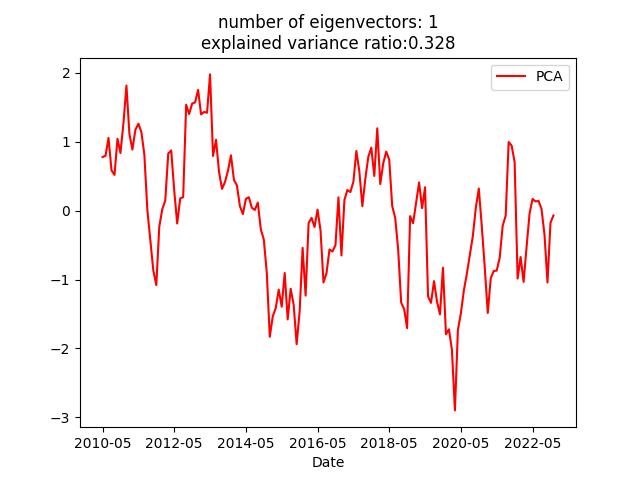 number of eigenvectors: 1
explained variance ratio:0.328
PCA
2
1
0
−1
−2
−3
2010-05 2012-05 2014-05 2016-05 2018-05 2020-05 2022-05
Date